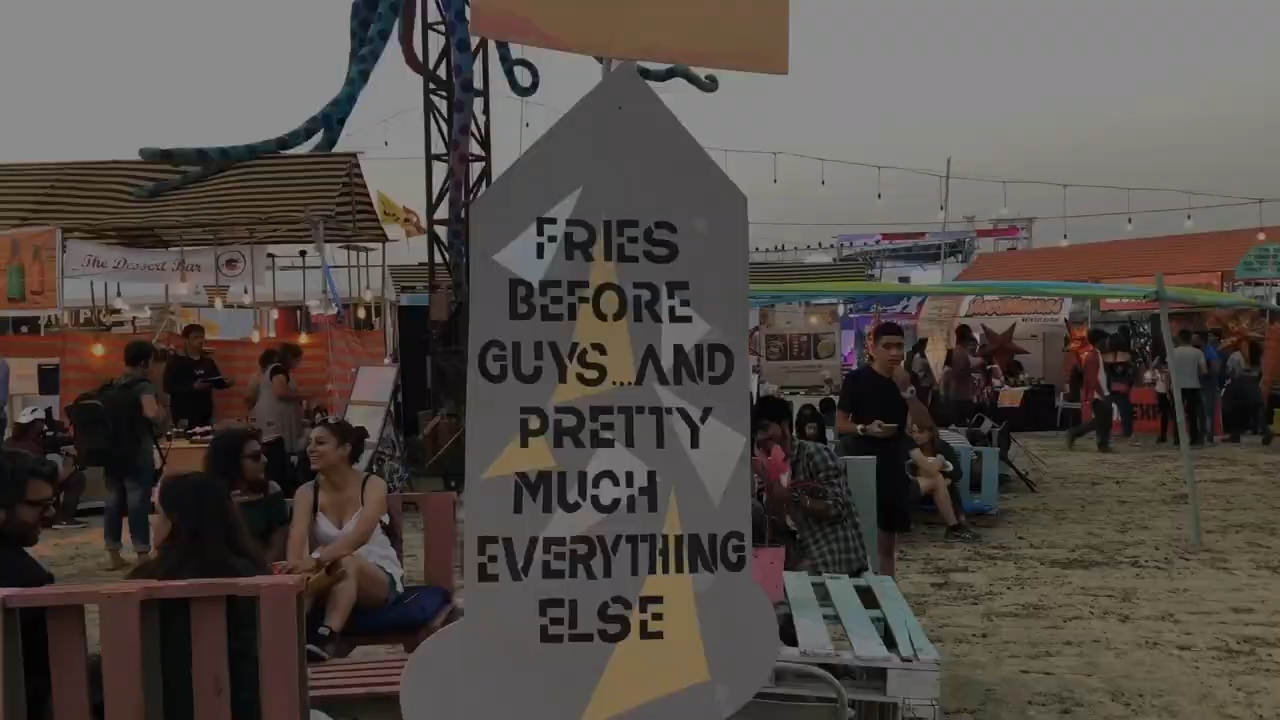 FRIES
BEFORE
GUYS...AND
PRETTY
MUCH
EVERYTHING
ELSE
The Dessert Bar